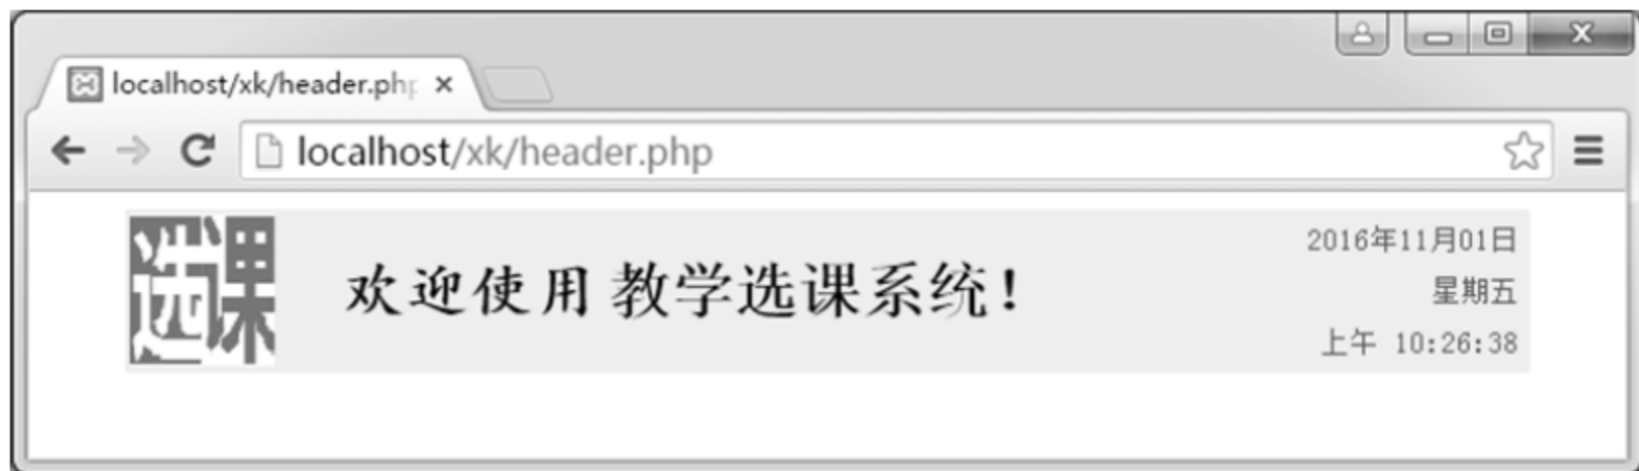 localhost/xk/header.php
localhost/xk/header.php
选课
欢迎使用教学选课系统！
2016年11月01日
星期五
上午 10:26:38